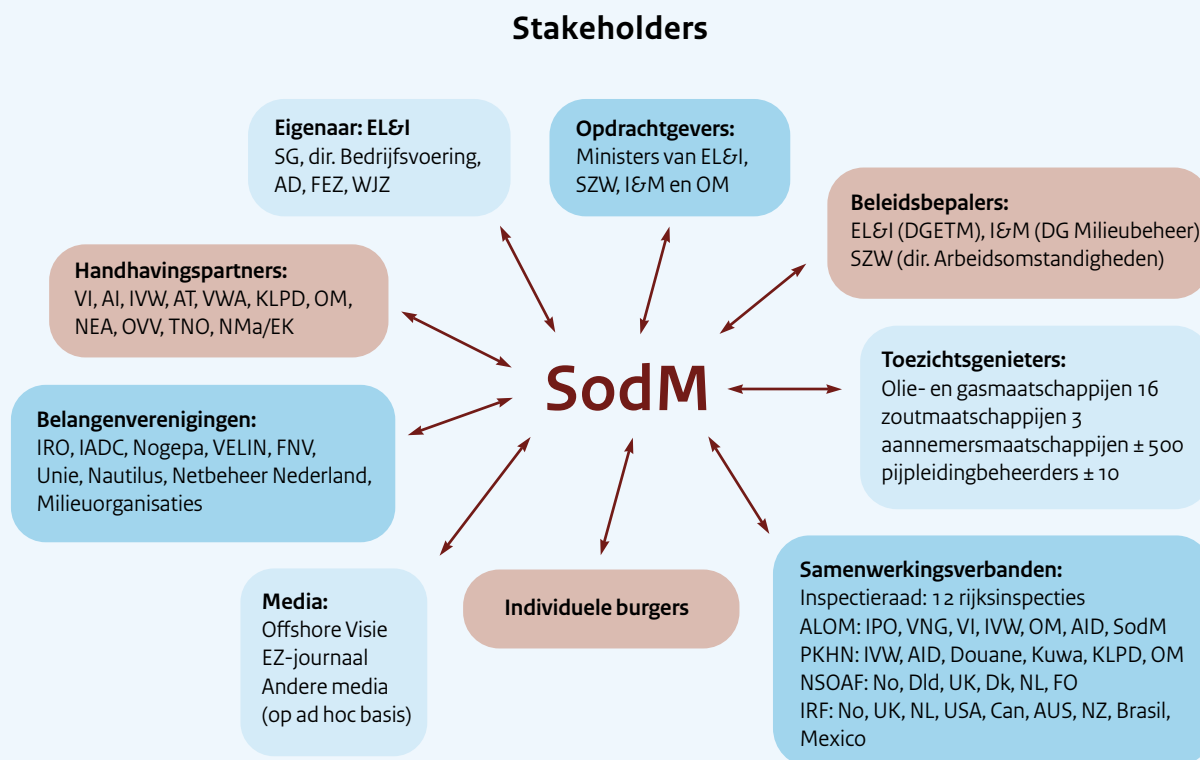 Stakeholders
Eigenaar: EL&I
SG, dir. Bedrijfsvoering,
AD, FEZ, WJZ
Opdrachtgevers:
Ministers van EL&I,
SZW, I&M en OM
Beleidsbepalers:
EL&I (DGETM), I&M (DG Milieubeheer)
SZW (dir. Arbeidsomstandigheden)
Handhavingspartners:
VI, AI, IVW, AT, VWA, KLPD, OM,
NEA, OVV, TNO, NMa/EK
SodM
Toezichtsgenieters:
Olie- en gasmaatschappijen 16
zoutmaatschappijen 3
aannemersmaatschappijen ± 500
pijpleidingbeheerders ± 10
Belangenverenigingen:
IRO, IADC, Nogepa, VELIN, FNV,
Unie, Nautilus, Netbeheer Nederland,
Milieuorganisaties
Media:
Offshore Visie
EZ-journaal
Andere media
(op ad hoc basis)
Individuele burgers
Samenwerkingsverbanden:
Inspectieraad: 12 rijksinspecties
ALOM: IPO, VNG, VI, IVW, OM, AID, SodM
PKHN: IVW, AID, Douane, Kuwa, KLPD, OM
NSOAF: No, Dld, UK, Dk, NL, FO
IRF: No, UK, NL, USA, Can, AUS, NZ, Brasil,
Mexico